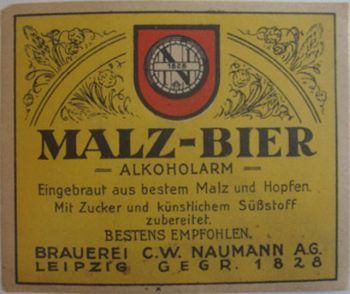 1828
N
MALZ-BIER
ALKOHOLARM
Eingebraut aus bestem Malz und Hopfen.
Mit Zucker und künstlichem Süßstoff
zubereitet.
BESTENS EMPFOHLEN.
BRAUEREI C.W. NAUMANN A.G.
LEIPZIG GEGR. 1828